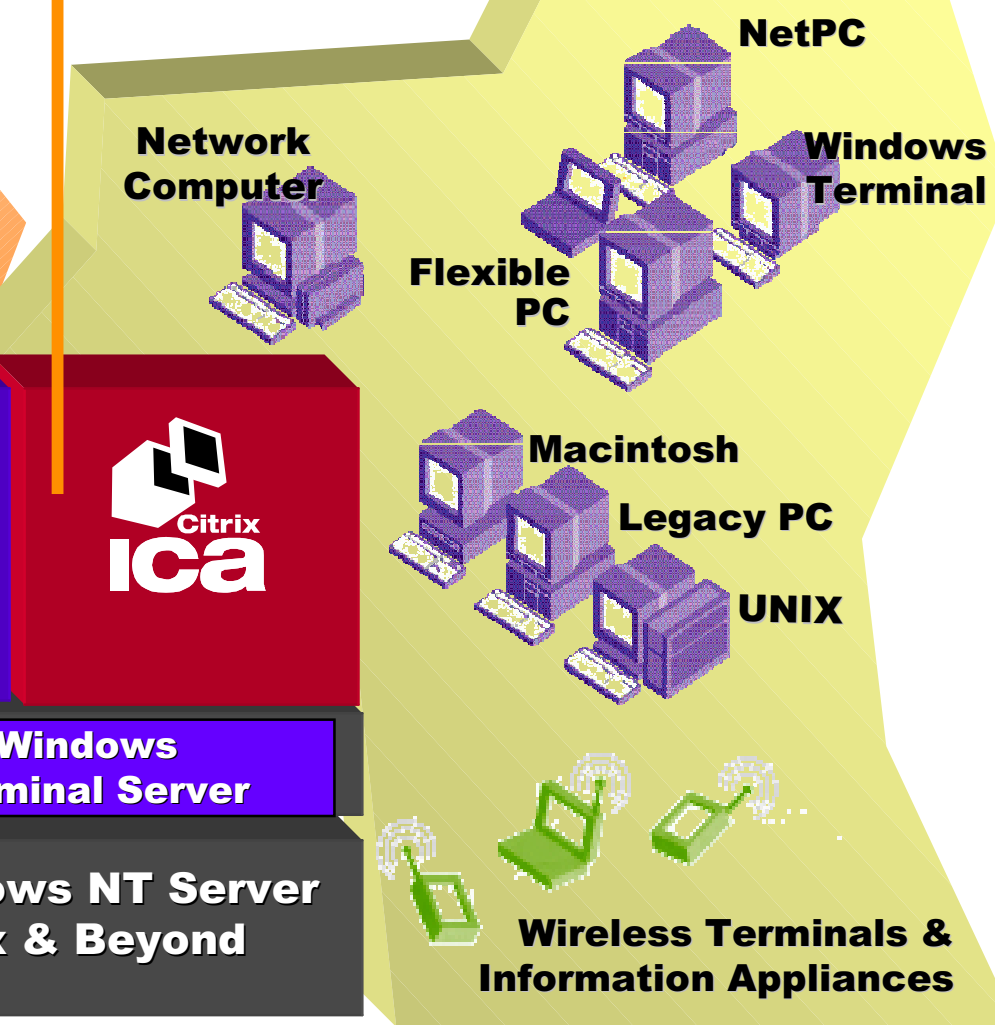 NetPC
Network
Computer
Windows
Terminal
Flexible
PC
Citrix
ICa
Macintosh
Legacy PC
UNIX
Windows
minal Server
ows NT Server
x & Beyond
Wireless Terminals &
Information Appliances